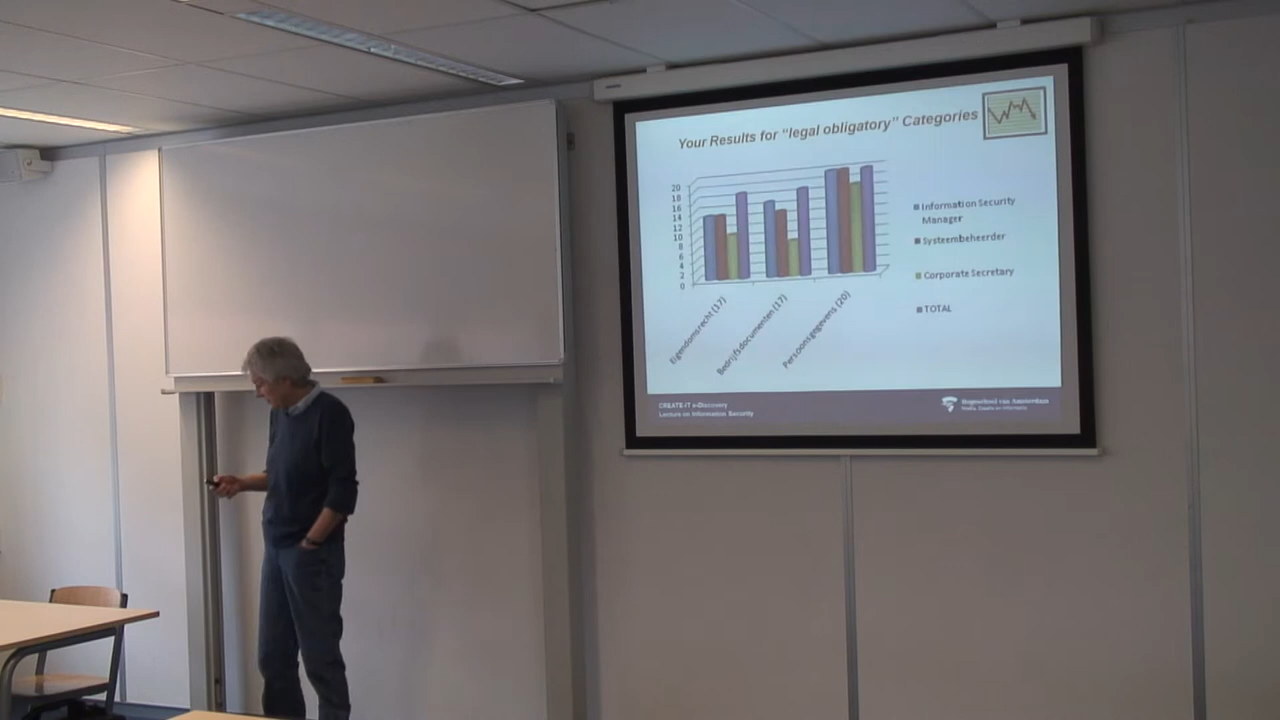 Your Results for “legal obligatory” Categories
20
18
16
14
12
10
8
6
4
2
0
Eigendomsrecht (17)
Bedrijfsdocumenten (17)
Persoonsgegevens (20)
Information Security
Manager
Systeembeheerder
Corporate Secretary
TOTAL
CREATE-IT e-Discovery
Lecture on Information Security
Hogeschool van Amsterdam